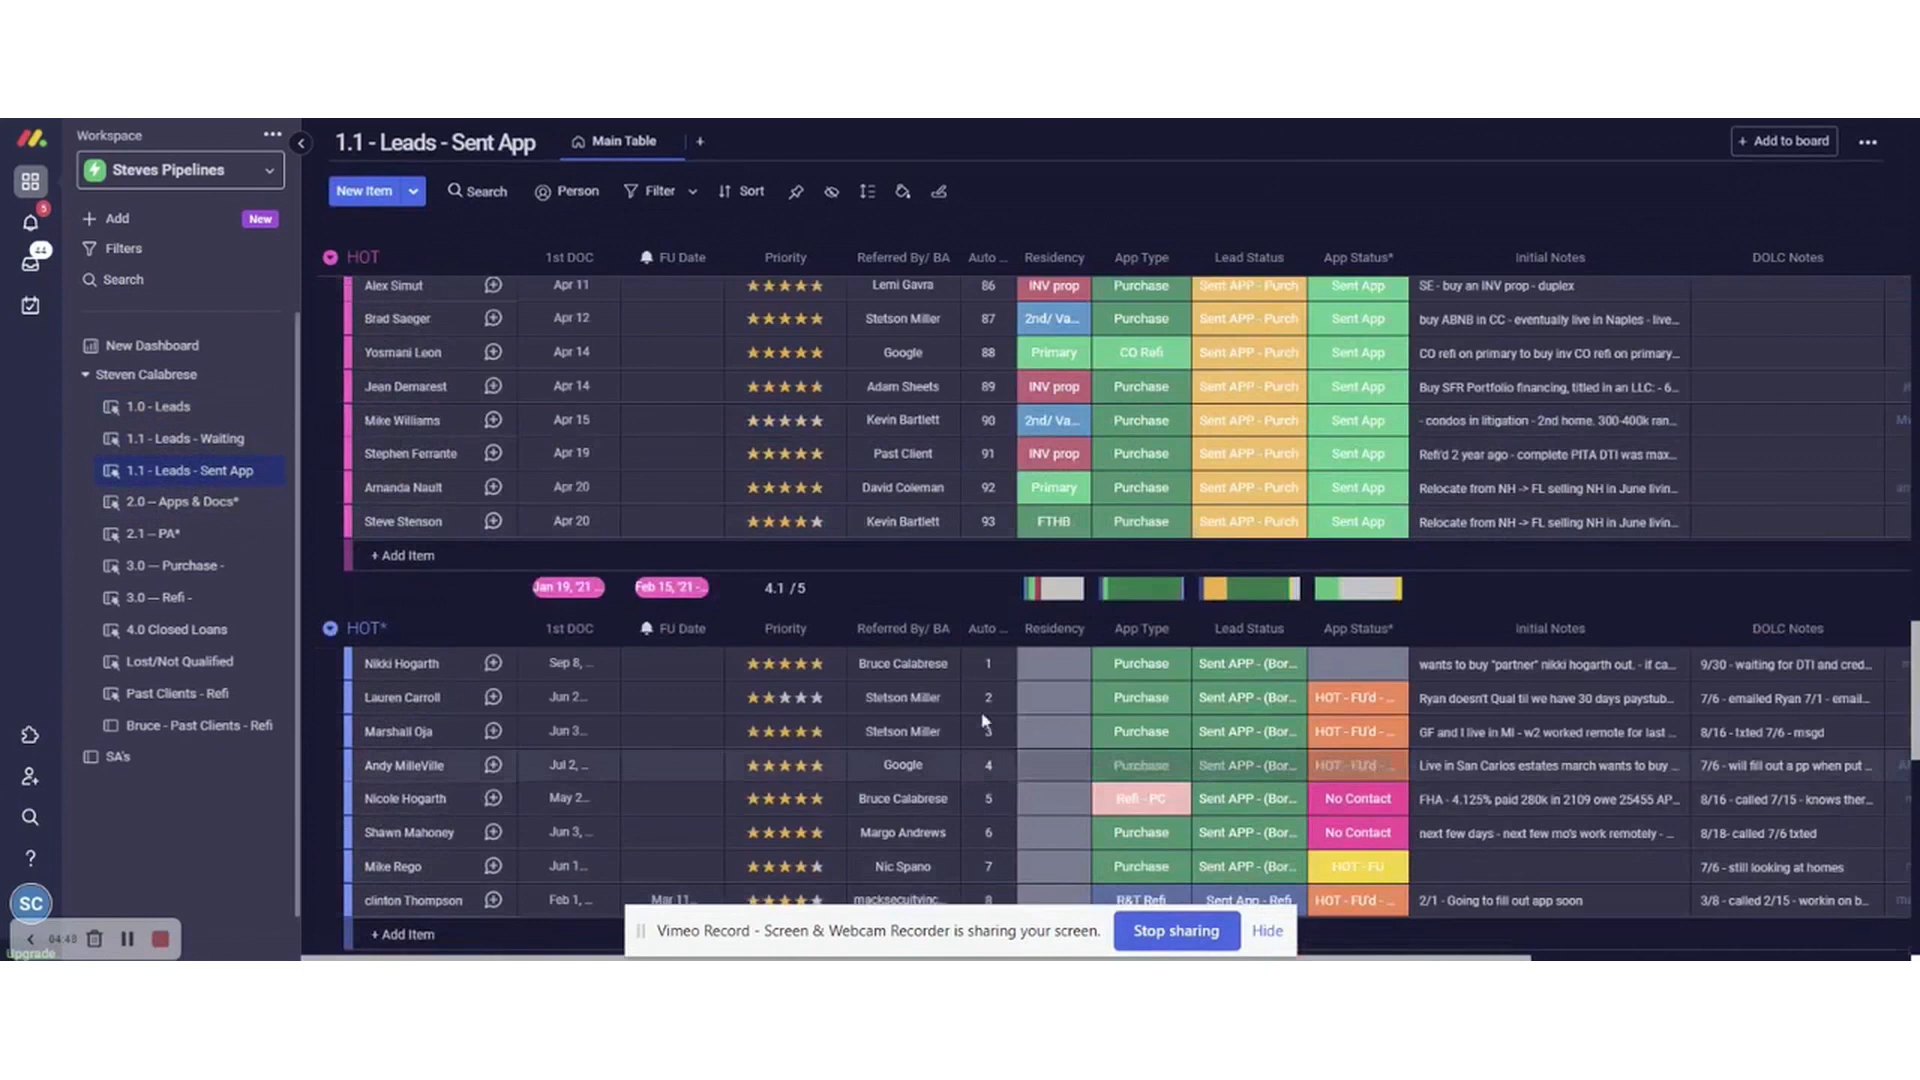 Workspace
Steves Pipelines
Add New
Filters
Search
New Dashboard
Steven Calabrese
1.0 - Leads
1.1 - Leads - Waiting
1.1 - Leads - Sent App
2.0 -- Apps & Docs*
2.1 -- PA*
3.0 -- Purchase -
3.0 -- Refi -
4.0 Closed Loans
Lost/Not Qualified
Past Clients - Refi
Bruce - Past Clients - Refi
SA's
5
44
?
SC
04:48
Upgrade
1.1 - Leads - Sent App Main Table + + Add to board
New Item Search Person Filter Sort
HOT 1st DOC FU Date Priority Referred By/ BA Auto ... Residency App Type Lead Status App Status* Initial Notes DOLC Notes
Alex Simut Apr 11 Lemi Gavra 86 INV prop Purchase Sent APP - Purch Sent App SE - buy an INV prop - duplex
Brad Saeger Apr 12 Stetson Miller 87 2nd/ Va... Purchase Sent APP - Purch Sent App buy ABNB in CC - eventually live in Naples - live...
Yosmani Leon Apr 14 Google 88 Primary CO Refi Sent APP - Purch Sent App CO refi on primary to buy inv CO refi on primary...
Jean Demarest Apr 14 Adam Sheets 89 INV prop Purchase Sent APP - Purch Sent App Buy SFR Portfolio financing, titled in an LLC: - 6...
Mike Williams Apr 15 Kevin Bartlett 90 2nd/ Va... Purchase Sent APP - Purch Sent App - condos in litigation - 2nd home. 300-400k ran...
Stephen Ferrante Apr 19 Past Client 91 INV prop Purchase Sent APP - Purch Sent App Refi'd 2 year ago - complete PITA DTI was max...
Amanda Nault Apr 20 David Coleman 92 Primary Purchase Sent APP - Purch Sent App Relocate from NH -> FL selling NH in June livin...
Steve Stenson Apr 20 Kevin Bartlett 93 FTHB Purchase Sent APP - Purch Sent App Relocate from NH -> FL selling NH in June livin...
+ Add Item
Jan 19, '21 ... Feb 15, '21 -... 4.1 / 5
HOT* 1st DOC FU Date Priority Referred By/ BA Auto ... Residency App Type Lead Status App Status* Initial Notes DOLC Notes
Nikki Hogarth Sep 8, ... Bruce Calabrese 1 Purchase Sent APP - (Bor... wants to buy "partner" nikki hogarth out. - if ca... 9/30 - waiting for DTI and cred...
Lauren Carroll Jun 2... Stetson Miller 2 Purchase Sent APP - (Bor... HOT - FU'd - ... Ryan doesn't Qual til we have 30 days paystub... 7/6 - emailed Ryan 7/1 - email...
Marshall Oja Jun 3... Stetson Miller 3 Purchase Sent APP - (Bor... HOT - FU'd - ... GF and I live in MI - w2 worked remote for last ... 8/16 - txted 7/6 - msgd
Andy MilleVille Jul 2, ... Google 4 Purchase Sent APP - (Bor... HOT - FU'd - ... Live in San Carlos estates march wants to buy ... 7/6 - will fill out a pp when put ...
Nicole Hogarth May 2... Bruce Calabrese 5 Refi - PC Sent APP - (Bor... No Contact FHA - 4.125% paid 280k in 2109 owe 25455 AP... 8/16 - called 7/15 - knows ther...
Shawn Mahoney Jun 3, ... Margo Andrews 6 Purchase Sent APP - (Bor... No Contact next few days - next few mo's work remotely - ... 8/18- called 7/6 txted
Mike Rego Jun 1... Nic Spano 7 Purchase Sent APP - (Bor... HOT - FU 7/6 - still looking at homes
clinton Thompson Feb 1, ... Mar 11... macksecuityinc... 8 R&T Refi Sent App - Refi HOT - FU'd - ... 2/1 - Going to fill out app soon 3/8 - called 2/15 - workin on b...
+ Add Item
Vimeo Record - Screen & Webcam Recorder is sharing your screen. Stop sharing Hide